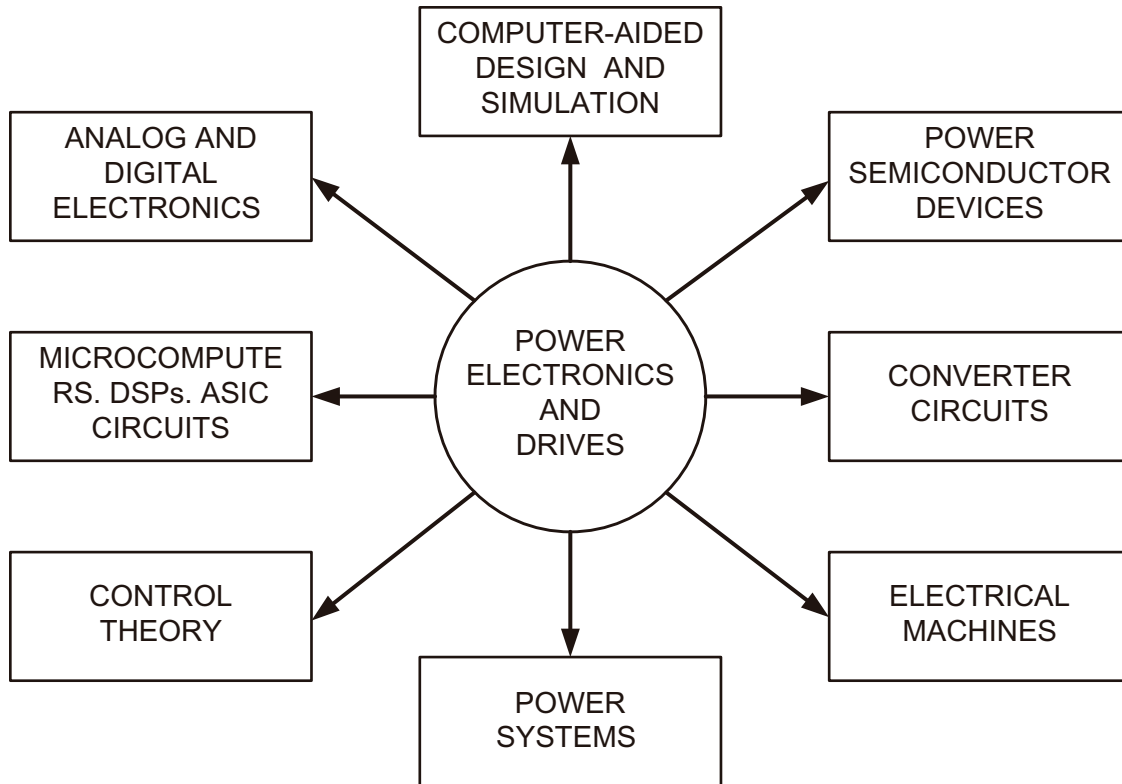 COMPUTER-AIDED
DESIGN AND
SIMULATION
ANALOG AND
DIGITAL
ELECTRONICS
POWER
SEMICONDUCTOR
DEVICES
MICROCOMPUTE
RS. DSPs. ASIC
CIRCUITS
POWER
ELECTRONICS
AND
DRIVES
CONVERTER
CIRCUITS
CONTROL
THEORY
ELECTRICAL
MACHINES
POWER
SYSTEMS